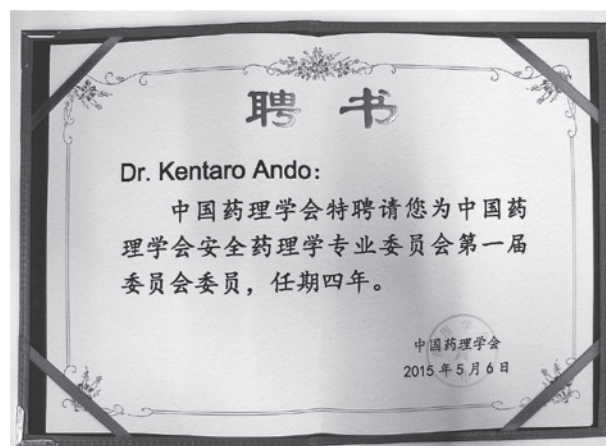 聘书
Dr. Kentaro Ando:
中国药理学会特聘请您为中国药
理学会安全药理学专业委员会第一届
委员会委员，任期四年。
中国药理学会
2015年5月6日